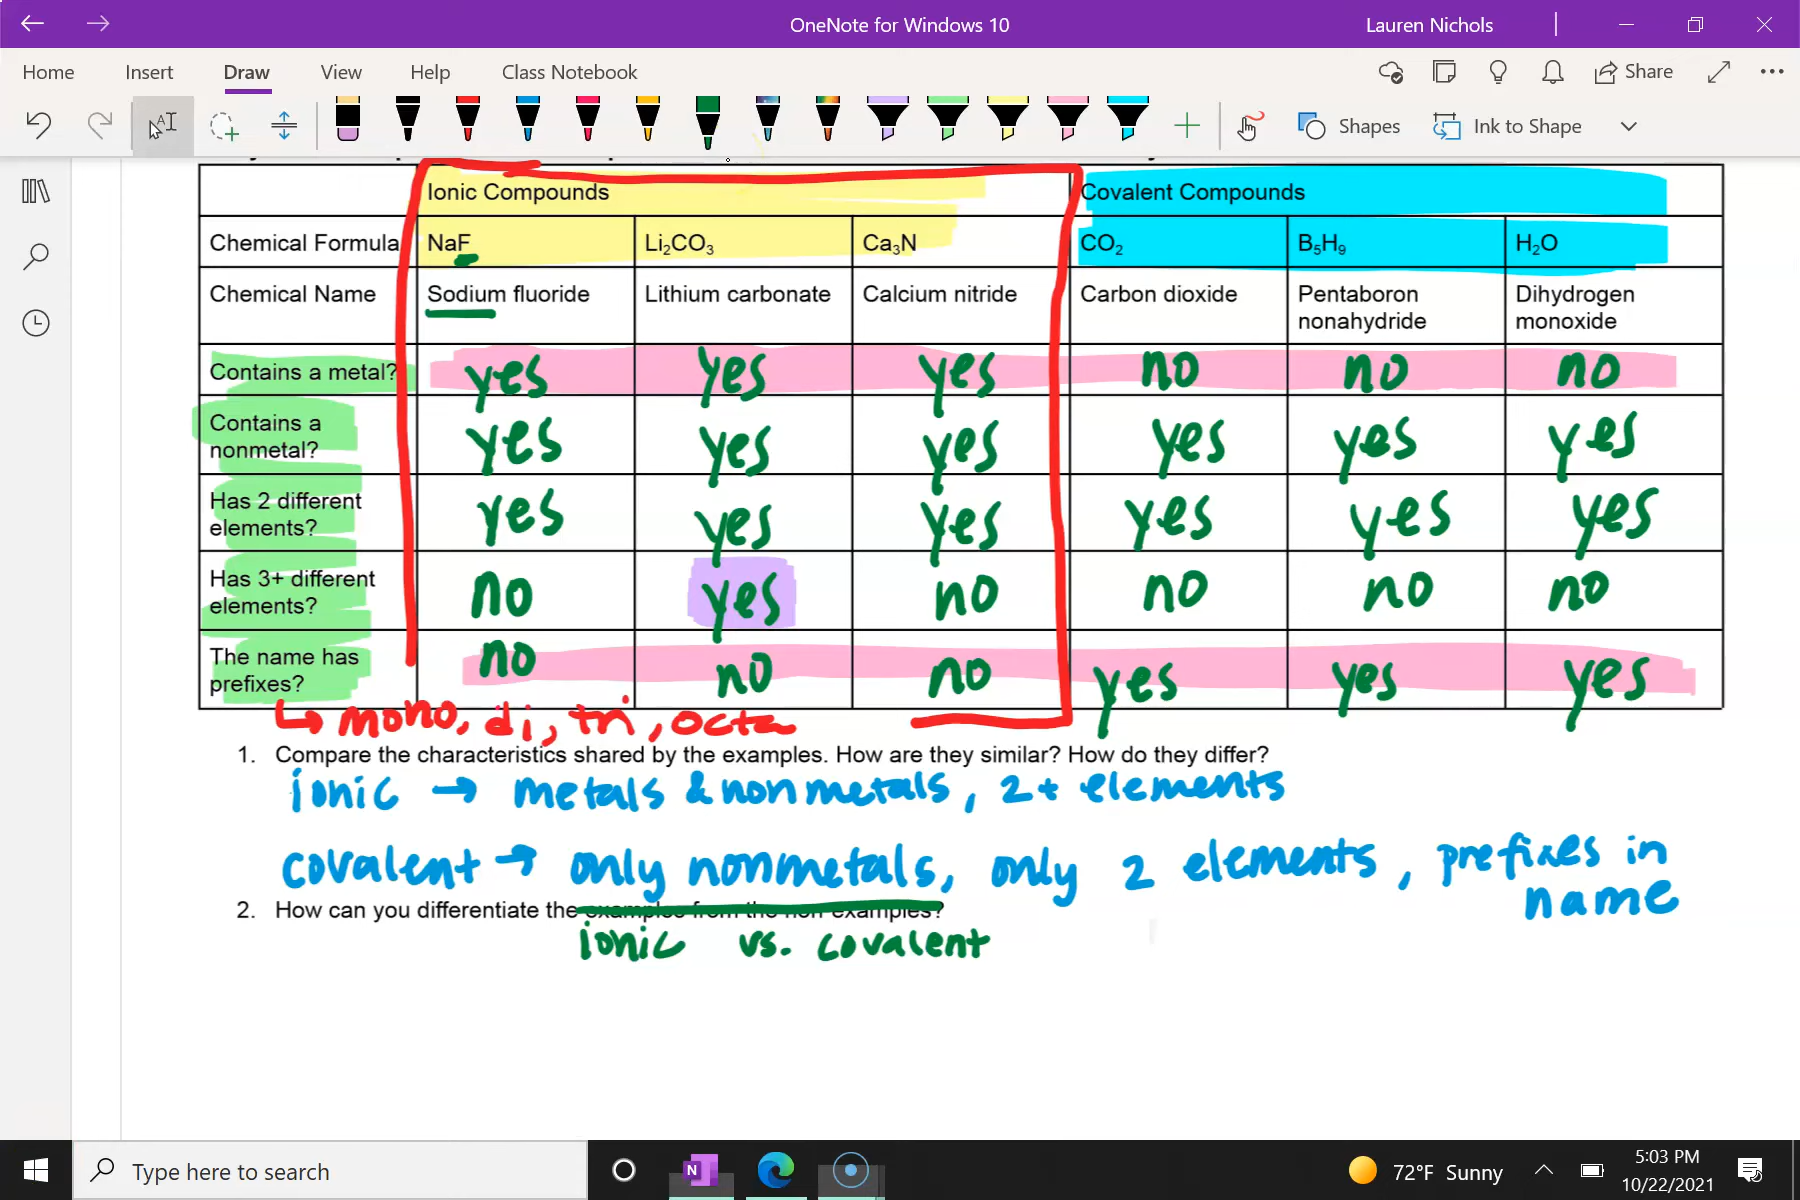 OneNote for Windows 10
Lauren Nichols
Home Insert Draw View Help Class Notebook
Share
Shapes Ink to Shape
Ionic Compounds Covalent Compounds
Chemical Formula NaF Li₂CO₃ Ca₃N CO₂ B₅H₉ H₂O
Chemical Name Sodium fluoride Lithium carbonate Calcium nitride Carbon dioxide Pentaboron nonahydride Dihydrogen monoxide
Contains a metal? yes yes yes no no no
Contains a nonmetal? yes yes yes yes yes yes
Has 2 different elements? yes yes yes yes yes yes
Has 3+ different elements? no yes no no no no
The name has prefixes? no no no yes yes yes
↳ mono, di, tri, octa
1. Compare the characteristics shared by the examples. How are they similar? How do they differ?
ionic → metals & nonmetals, 2+ elements
covalent → only nonmetals, only 2 elements, prefixes in
name
2. How can you differentiate the examples from the non examples?
ionic vs. covalent
Type here to search
N
72°F Sunny
5:03 PM
10/22/2021